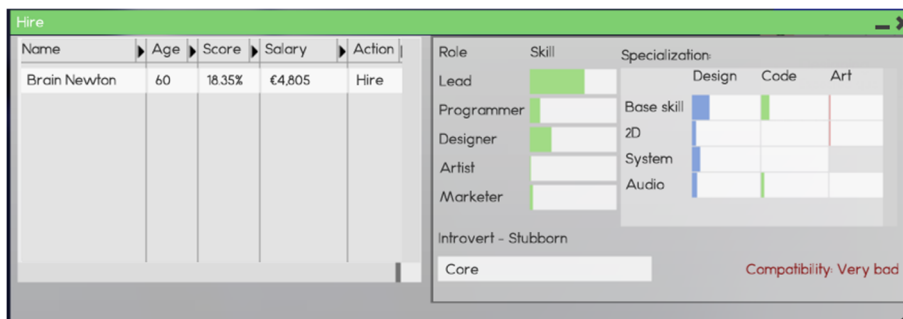 Hire
Name Age Score Salary Action
Brain Newton 60 18.35% €4,805 Hire
Role Skill Specialization:
Design Code Art
Lead
Programmer
Designer
Artist
Marketer
Base skill
2D
System
Audio
Introvert - Stubborn
Core
Compatibility: Very bad